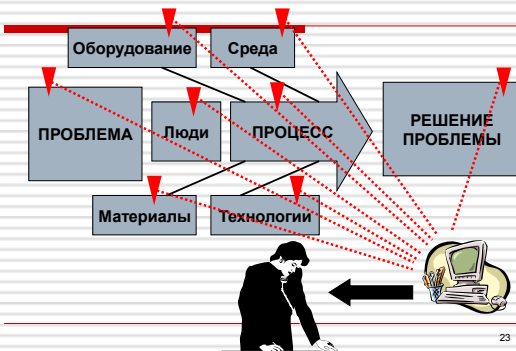 Оборудование
Среда
ПРОБЛЕМА
Люди
ПРОЦЕСС
РЕШЕНИЕ
ПРОБЛЕМЫ
Материалы
Технологии
23